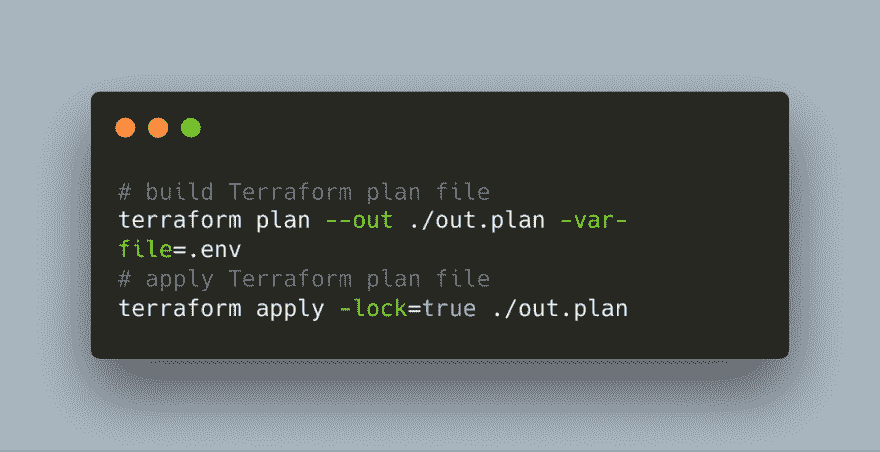 # build Terraform plan file
terraform plan --out ./out.plan -var-
file=.env
# apply Terraform plan file
terraform apply -lock=true ./out.plan